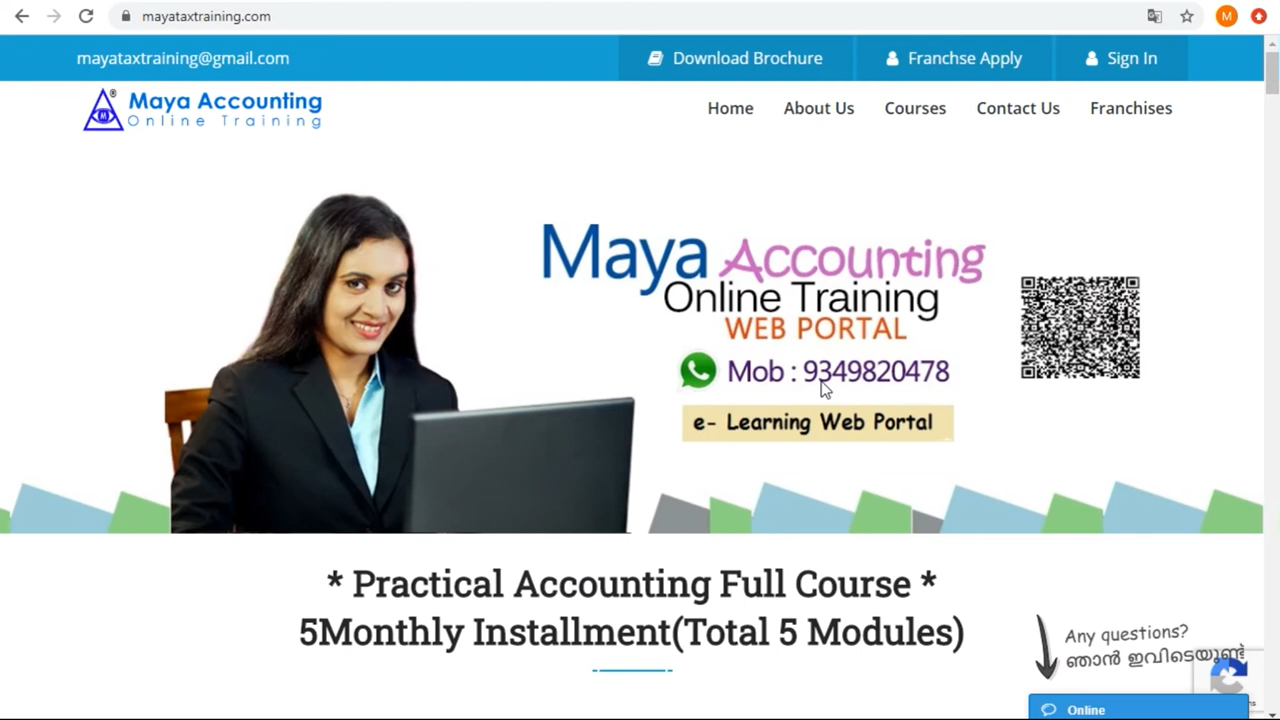 mayataxtraining.com
M
mayataxtraining@gmail.com
Download Brochure
Franchse Apply
Sign In
Maya Accounting
Online Training
M
®
Home
About Us
Courses
Contact Us
Franchises
Maya Accounting
Online Training
WEB PORTAL
Mob : 9349820478
e- Learning Web Portal
* Practical Accounting Full Course *
5Monthly Installment(Total 5 Modules)
Any questions?
ഞാൻ ഇവിടെയുണ്ട്
Online